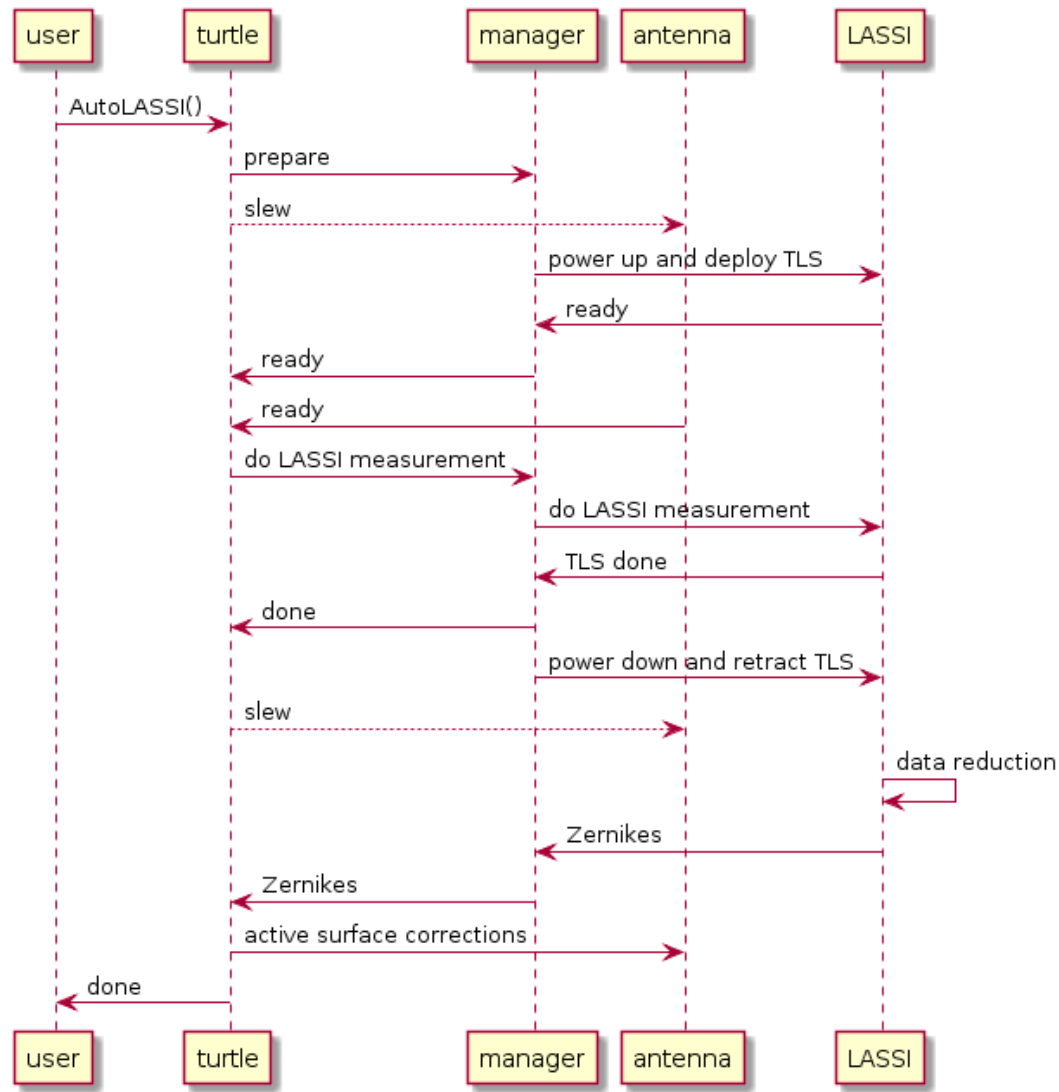 user turtle manager antenna LASSI
AutoLASSI()
prepare
slew
power up and deploy TLS
ready
ready
ready
do LASSI measurement
do LASSI measurement
TLS done
done
power down and retract TLS
slew
data reduction
Zernikes
Zernikes
active surface corrections
done
user turtle manager antenna LASSI